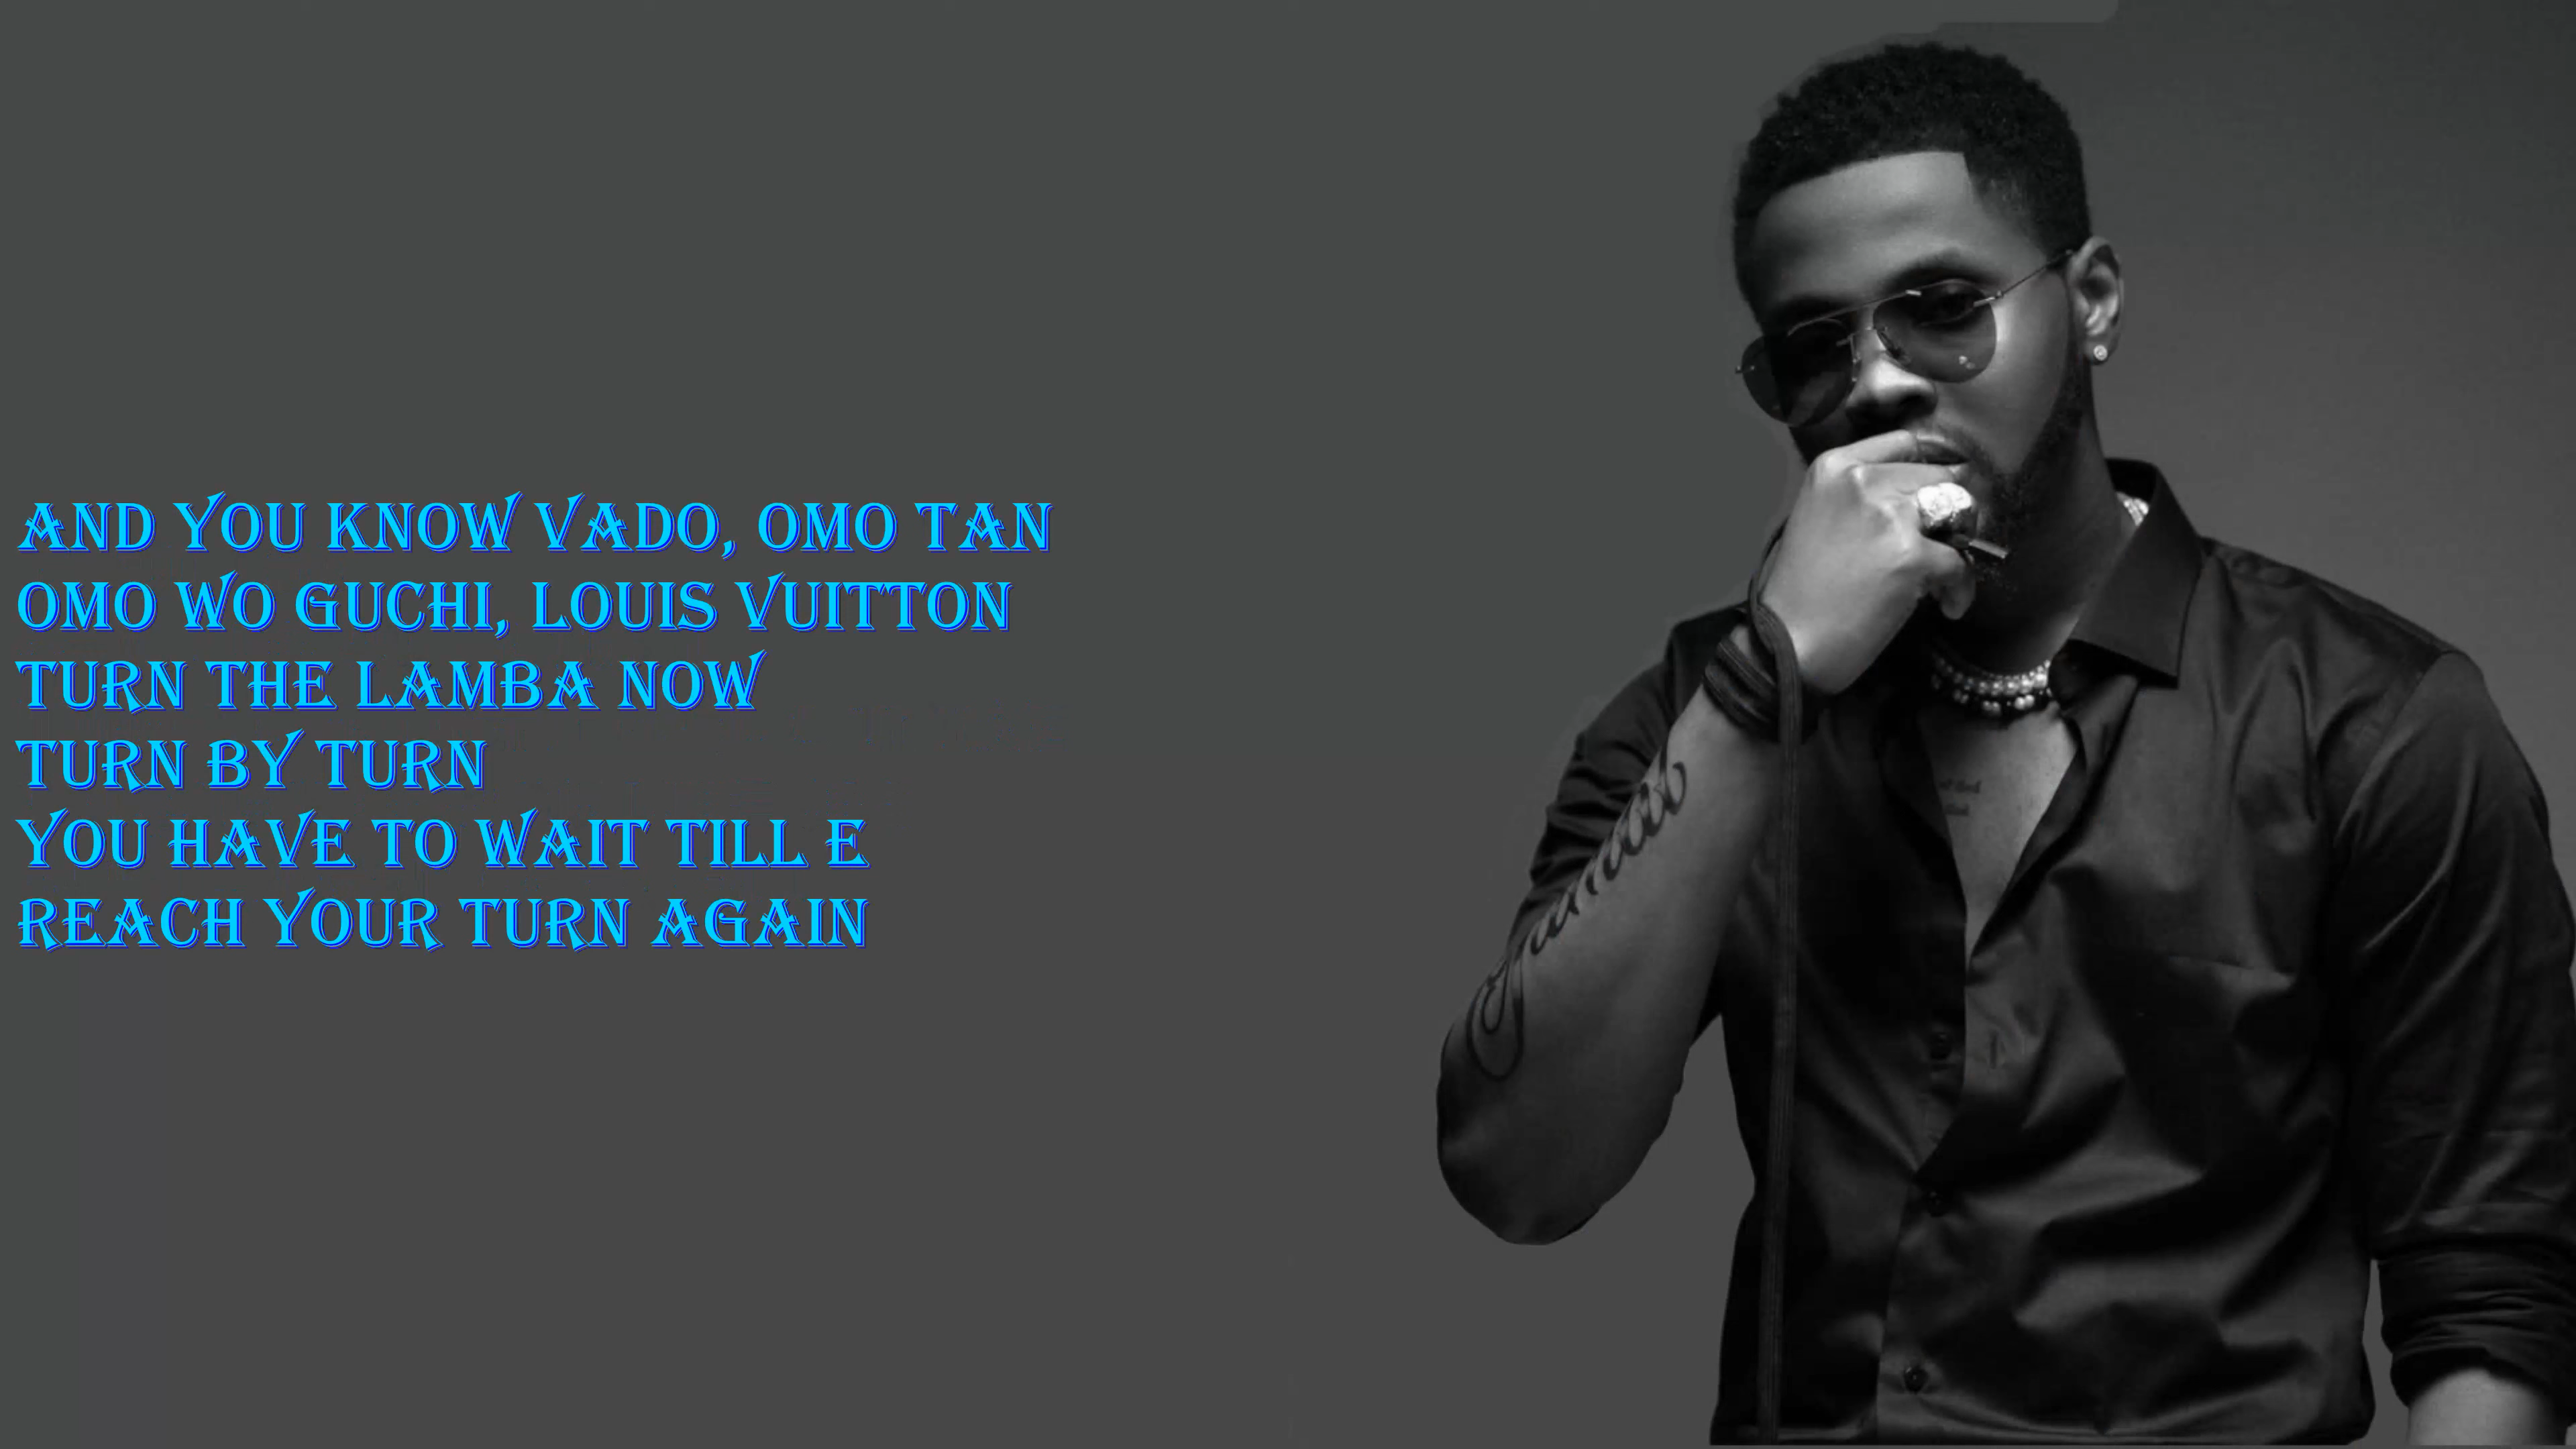 AND YOU KNOW VADO, OMO TAN
OMO WO GUCHI, LOUIS VUITTON
TURN THE LAMBA NOW
TURN BY TURN
YOU HAVE TO WAIT TILL E
REACH YOUR TURN AGAIN